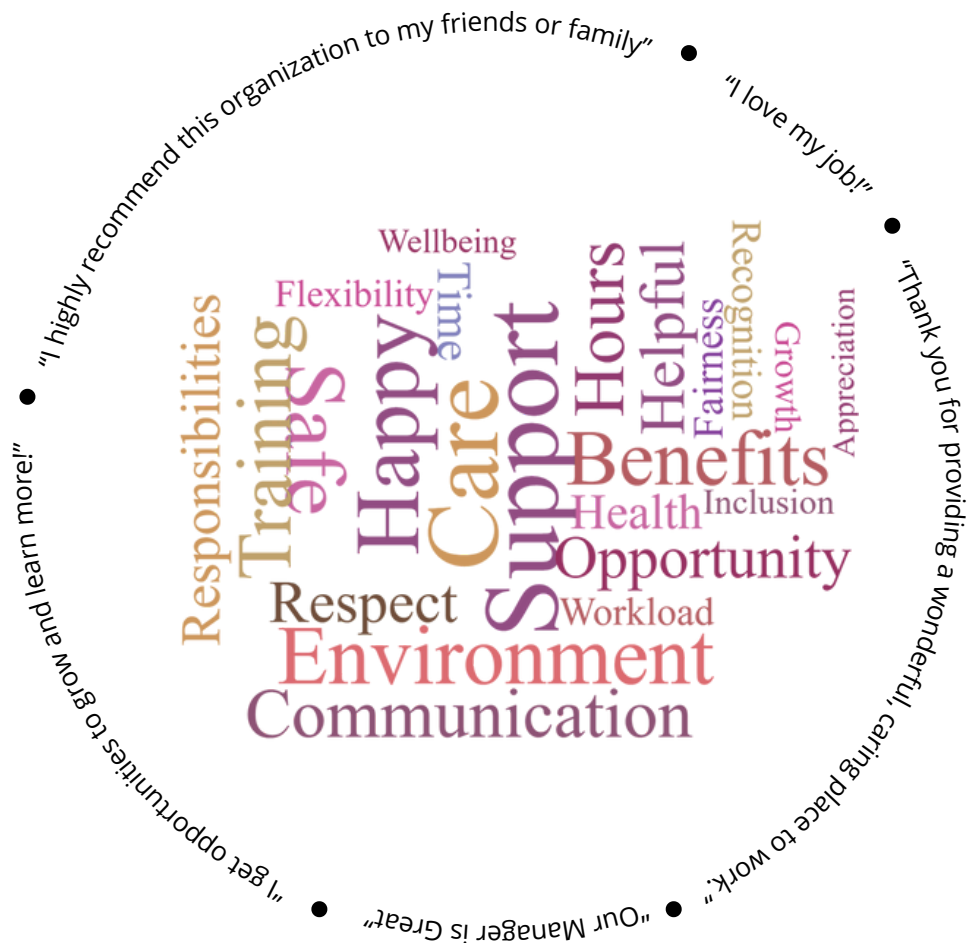 “I highly recommend this organization to my friends or family”
“I love my job!”
“Thank you for providing a wonderful, caring place to work.”
“Our Manager is Great”
“I get opportunities to grow and learn more!”
Wellbeing
Flexibility
Time
Responsibilities
Training
Safe
Happy
Care
Support
Hours
Helpful
Fairness
Recognition
Growth
Appreciation
Benefits
Health
Inclusion
Opportunity
Respect
Workload
Environment
Communication